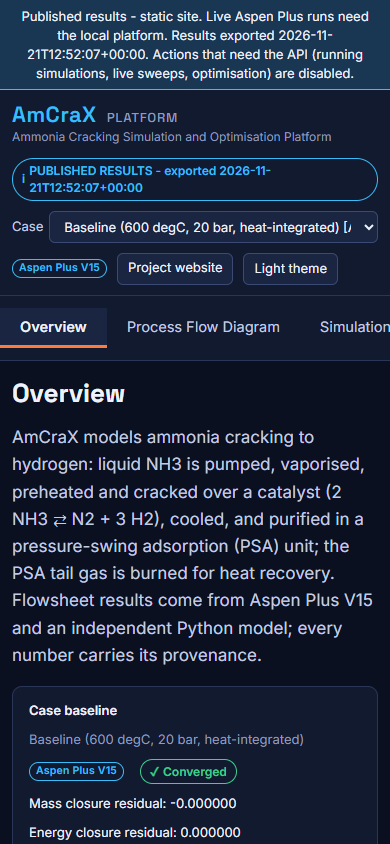 Published results - static site. Live Aspen Plus runs need
the local platform. Results exported 2026-11-
21T12:52:07+00:00. Actions that need the API (running
simulations, live sweeps, optimisation) are disabled.
AmCraX PLATFORM
Ammonia Cracking Simulation and Optimisation Platform
i PUBLISHED RESULTS - exported 2026-11-
21T12:52:07+00:00
Case Baseline (600 degC, 20 bar, heat-integrated) [A
Aspen Plus V15 Project website Light theme
Overview Process Flow Diagram Simulation
Overview
AmCraX models ammonia cracking to
hydrogen: liquid NH3 is pumped, vaporised,
preheated and cracked over a catalyst (2
NH3 ⇄ N2 + 3 H2), cooled, and purified in a
pressure-swing adsorption (PSA) unit; the
PSA tail gas is burned for heat recovery.
Flowsheet results come from Aspen Plus V15
and an independent Python model; every
number carries its provenance.
Case baseline
Baseline (600 degC, 20 bar, heat-integrated)
Aspen Plus V15 ✓ Converged
Mass closure residual: -0.000000
Energy closure residual: 0.000000